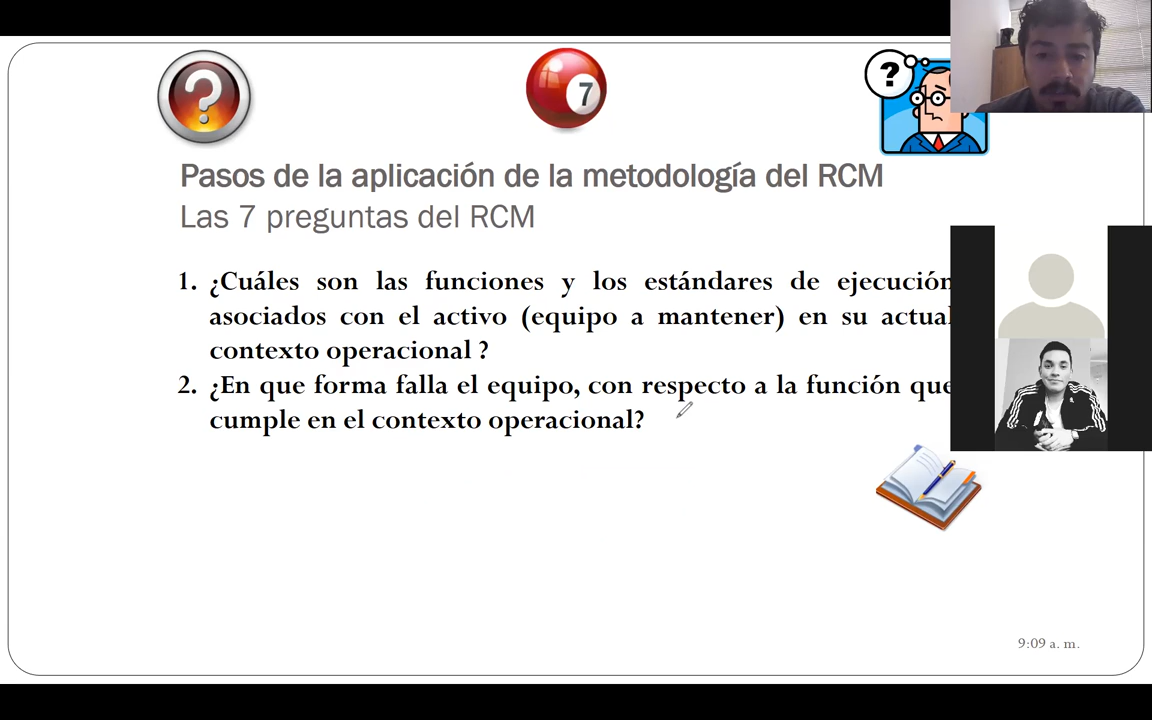 ?
7
?
Pasos de la aplicación de la metodología del RCM
Las 7 preguntas del RCM
1. ¿Cuáles son las funciones y los estándares de ejecución
asociados con el activo (equipo a mantener) en su actual
contexto operacional ?
2. ¿En que forma falla el equipo, con respecto a la función que
cumple en el contexto operacional?
9:09 a. m.